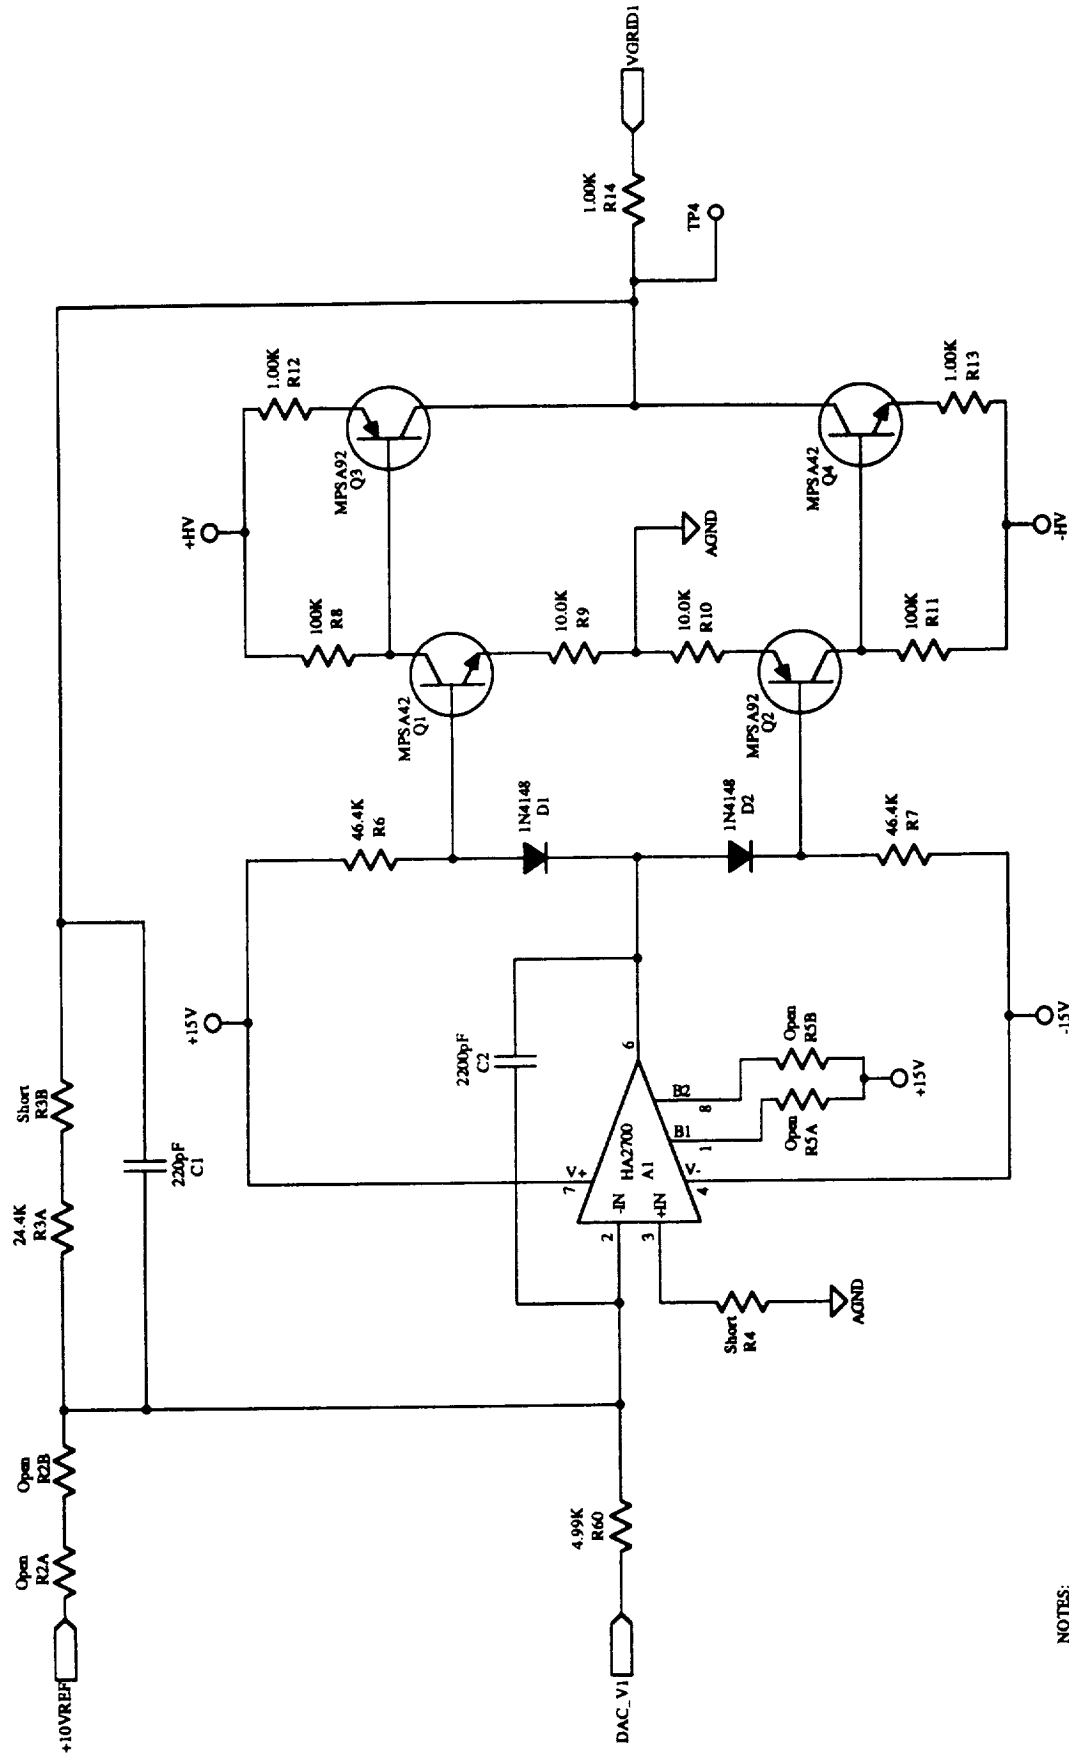 +10VREF
Open
R2A
Open
R2B
24.4K
R3A
Short
R3B
220pF
C1
DAC_V1
4.99K
R60
Short
R4
AGND
2
3
-IN
+IN
HA2700
A1
7
V+
4
V-
B1
1
B2
8
6
Open
R5A
Open
R5B
+15V
2200pF
C2
+15V
-15V
46.4K
R6
1N4148
D1
1N4148
D2
46.4K
R7
MPSA42
Q1
MPSA92
Q2
100K
R8
10.0K
R9
10.0K
R10
100K
R11
AGND
+HV
-HV
MPSA92
Q3
MPSA42
Q4
1.00K
R12
1.00K
R13
TP4
1.00K
R14
VGRID1
NOTES: